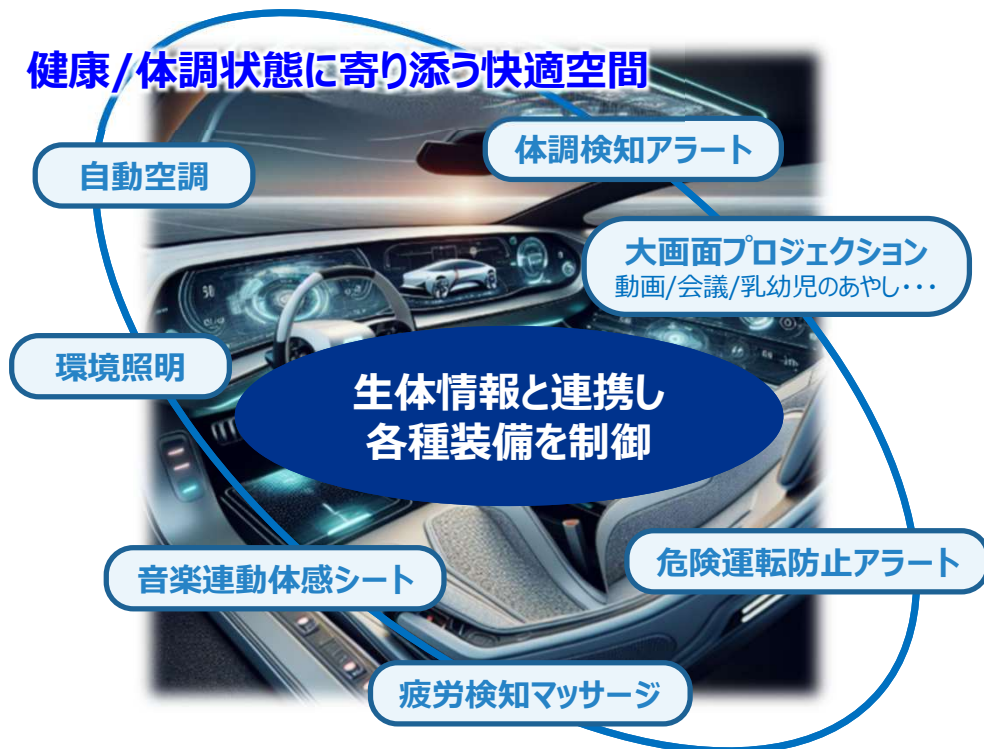 健康/体調状態に寄り添う快適空間
体調検知アラート
自動空調
大画面プロジェクション
動画/会議/乳幼児のあやし・・・
環境照明
生体情報と連携し
各種装備を制御
危険運転防止アラート
音楽連動体感シート
疲労検知マッサージ